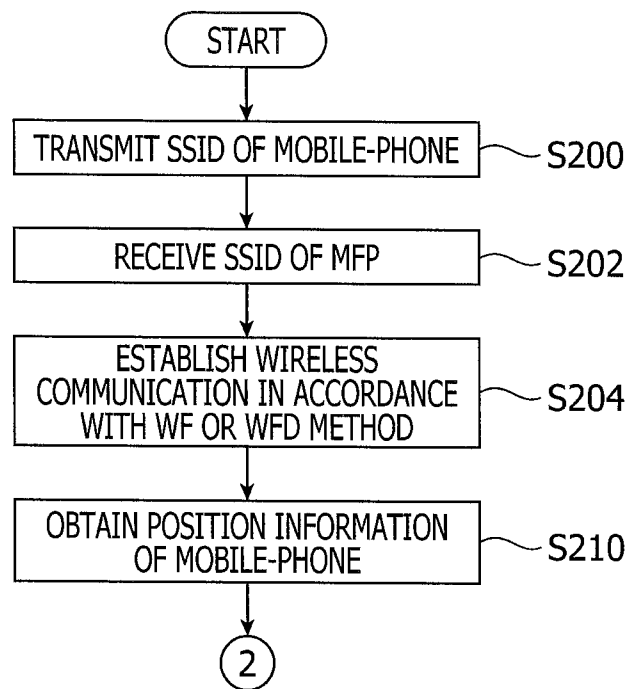 START
TRANSMIT SSID OF MOBILE-PHONE
S200
RECEIVE SSID OF MFP
S202
ESTABLISH WIRELESS
COMMUNICATION IN ACCORDANCE
WITH WF OR WFD METHOD
S204
OBTAIN POSITION INFORMATION
OF MOBILE-PHONE
S210
2